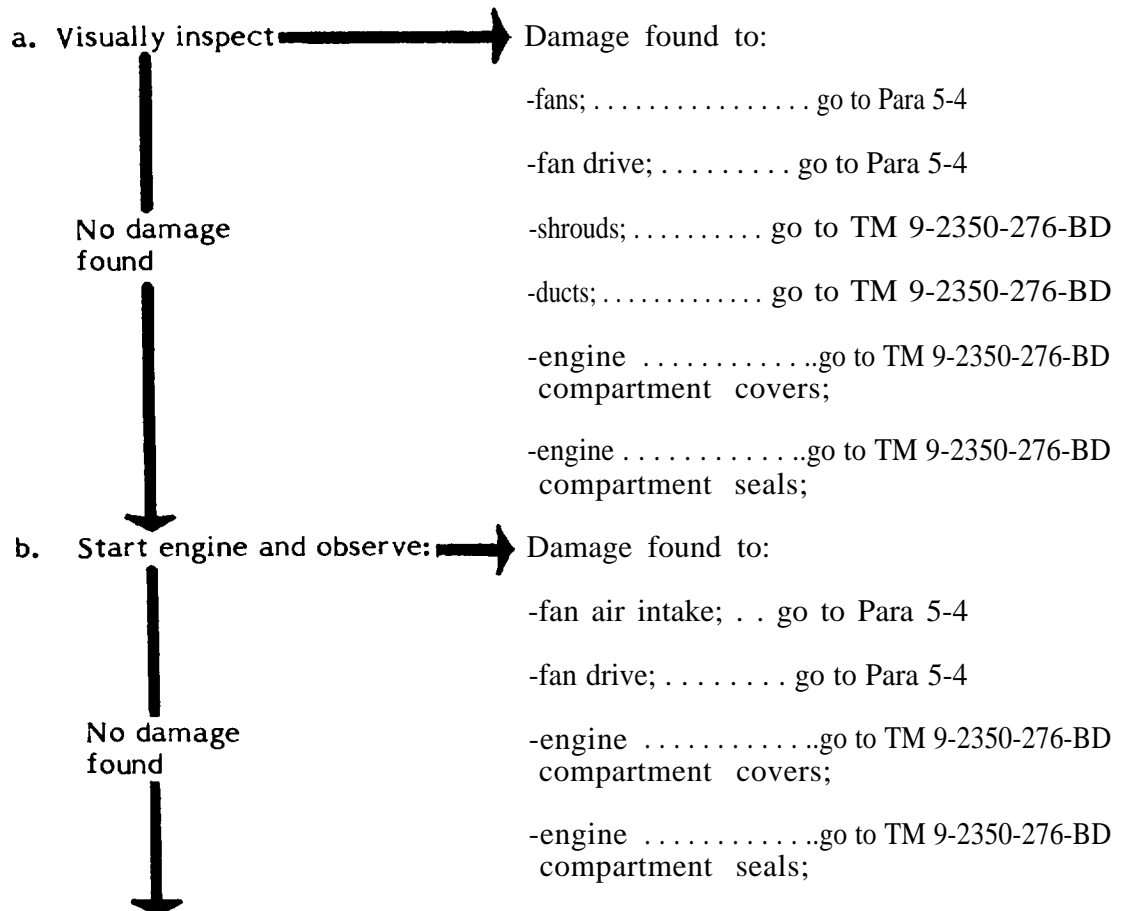 a. Visually inspect Damage found to:
-fans; . . . . . . . . . . . . . . . . go to Para 5-4
-fan drive; . . . . . . . . . go to Para 5-4
No damage
found
-shrouds; . . . . . . . . . . go to TM 9-2350-276-BD
-ducts; . . . . . . . . . . . . . go to TM 9-2350-276-BD
-engine . . . . . . . . . . . . ..go to TM 9-2350-276-BD
compartment covers;
-engine . . . . . . . . . . . . ..go to TM 9-2350-276-BD
compartment seals;
b. Start engine and observe: Damage found to:
-fan air intake; . . go to Para 5-4
-fan drive; . . . . . . . . go to Para 5-4
No damage
found
-engine . . . . . . . . . . . . ..go to TM 9-2350-276-BD
compartment covers;
-engine . . . . . . . . . . . . ..go to TM 9-2350-276-BD
compartment seals;